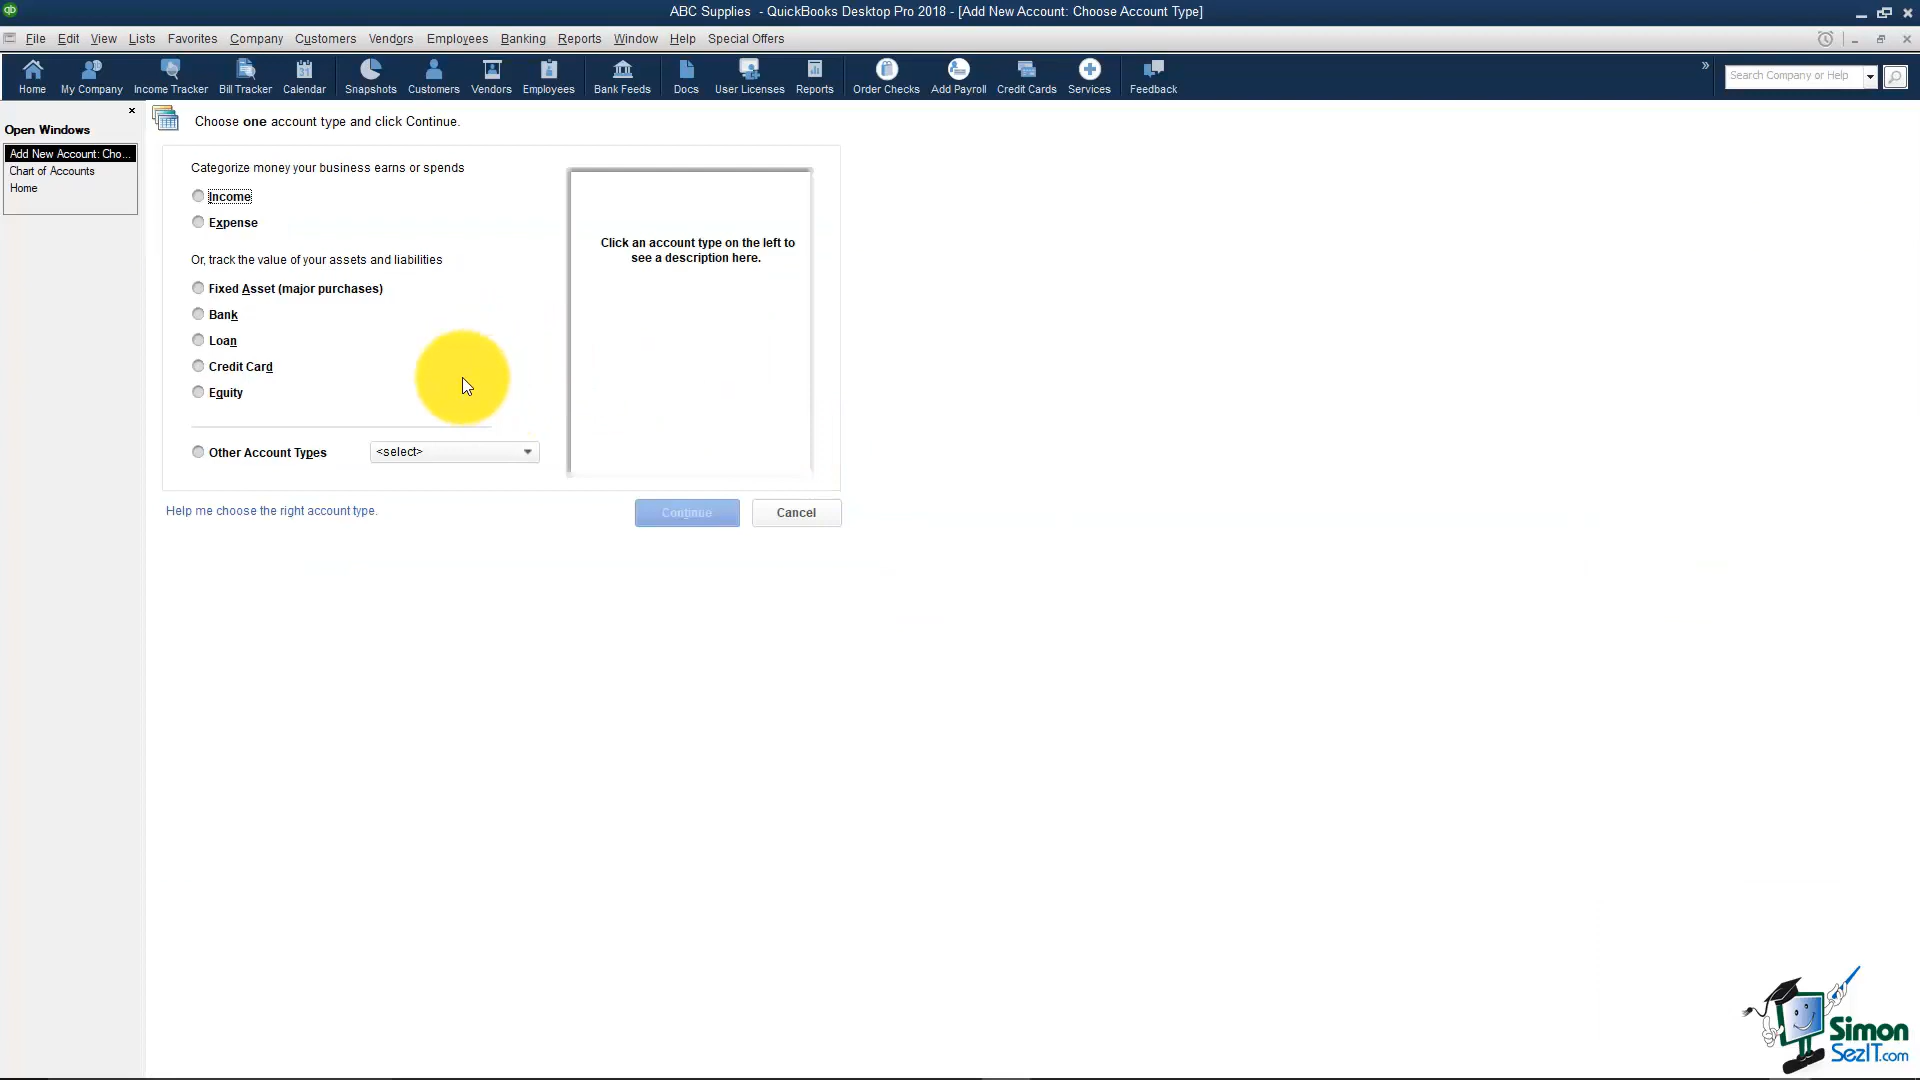 qb
ABC Supplies - QuickBooks Desktop Pro 2018 - [Add New Account: Choose Account Type]
File Edit View Lists Favorites Company Customers Vendors Employees Banking Reports Window Help Special Offers
Home My Company Income Tracker Bill Tracker Calendar Snapshots Customers Vendors Employees Bank Feeds Docs User Licenses Reports Order Checks Add Payroll Credit Cards Services Feedback » Search Company or Help
Open Windows
Add New Account: Cho...
Chart of Accounts
Home
Choose one account type and click Continue.
Categorize money your business earns or spends
Income
Expense
Or, track the value of your assets and liabilities
Fixed Asset (major purchases)
Bank
Loan
Credit Card
Equity
Other Account Types <select>
Click an account type on the left to
see a description here.
Help me choose the right account type.
Continue Cancel
Simon
SezIT.com